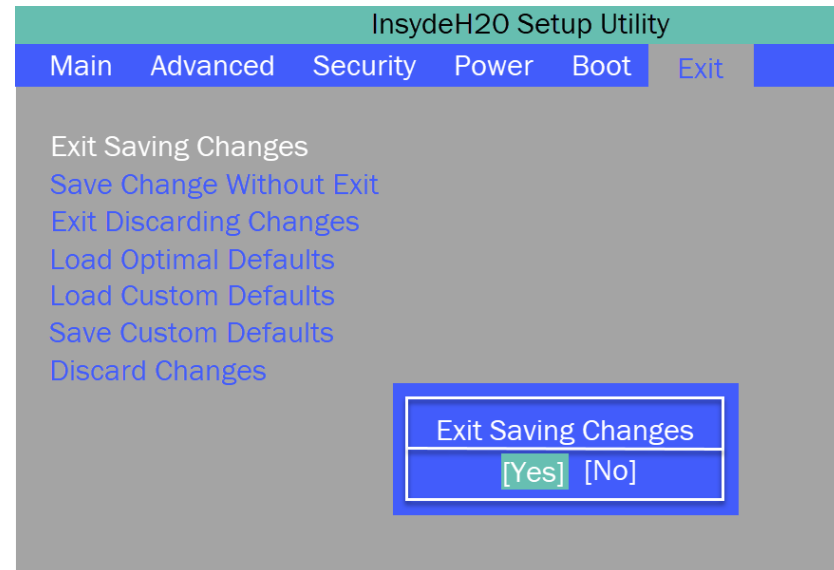 InsydeH20 Setup Utility
Main Advanced Security Power Boot Exit
Exit Saving Changes
Save Change Without Exit
Exit Discarding Changes
Load Optimal Defaults
Load Custom Defaults
Save Custom Defaults
Discard Changes
Exit Saving Changes
[Yes] [No]